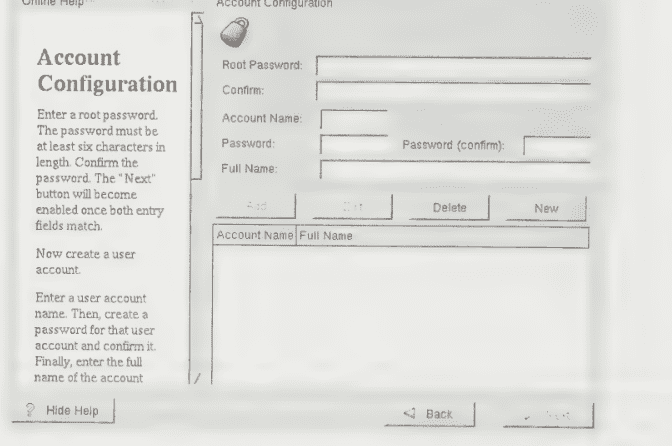 Online Help
Account Configuration
Account
Configuration
Enter a root password.
The password must be
at least six characters in
length. Confirm the
password. The "Next"
button will become
enabled once both entry
fields match.
Now create a user
account.
Enter a user account
name. Then, create a
password for that user
account and confirm it.
Finally, enter the full
name of the account
Root Password:
Confirm:
Account Name:
Password:
Password (confirm):
Full Name:
Delete
New
Account Name
Full Name
Hide Help
Back